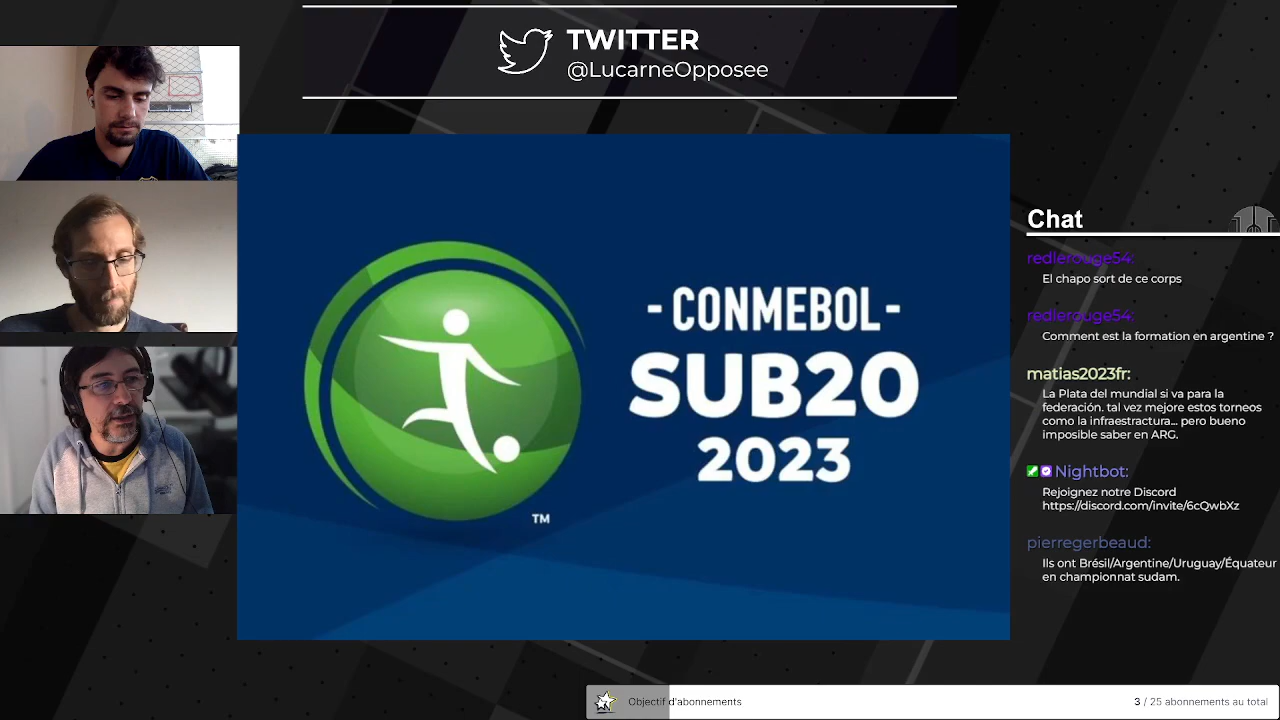 TWITTER
@LucarneOpposee
- CONMEBOL -
SUB20
2023
TM
Chat
redlerouge54:
El chapo sort de ce corps
redlerouge54:
Comment est la formation en argentine ?
matias2023fr:
La Plata del mundial si va para la
federación. tal vez mejore estos torneos
como la infraestractura... pero bueno
imposible saber en ARG.
Nightbot:
Rejoignez notre Discord
https://discord.com/invite/6cQwbXz
pierregerbeaud:
Ils ont Brésil/Argentine/Uruguay/Équateur
en championnat sudam.
Objectif d'abonnements
3 / 25 abonnements au total